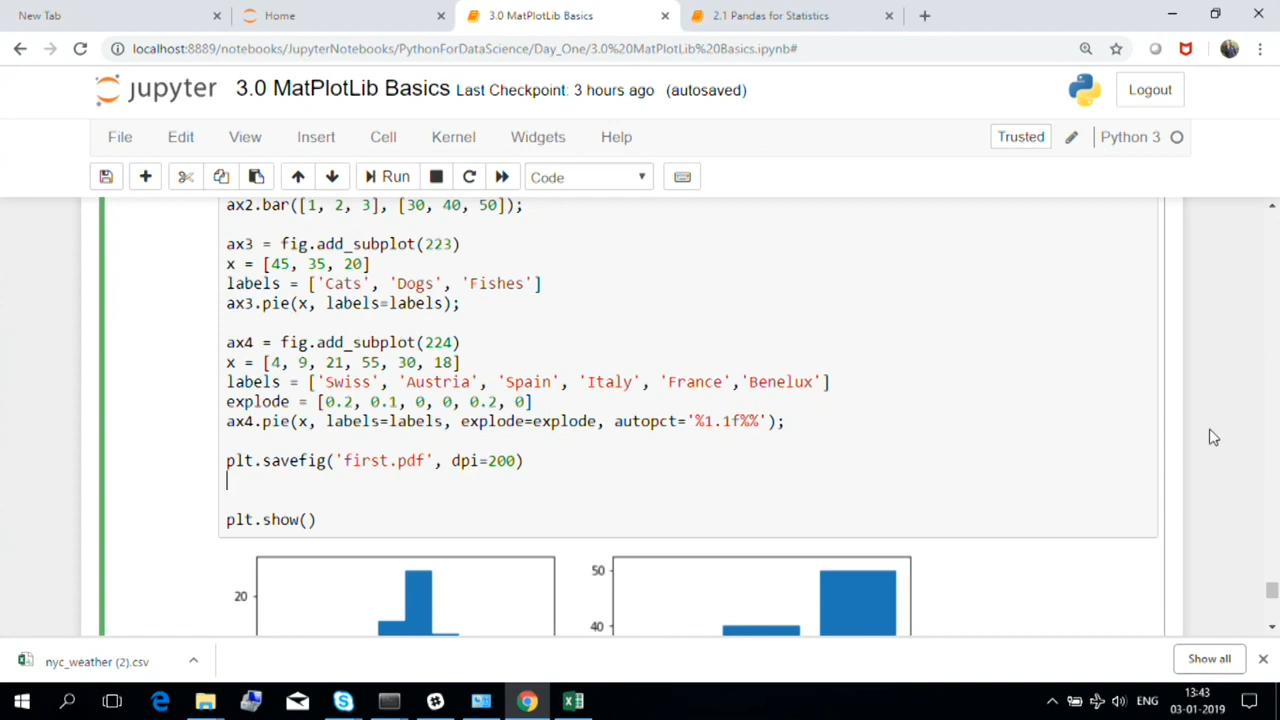 New Tab
Home
3.0 MatPlotLib Basics
2.1 Pandas for Statistics
localhost:8889/notebooks/JupyterNotebooks/PythonForDataScience/Day_One/3.0%20MatPlotLib%20Basics.ipynb#
jupyter 3.0 MatPlotLib Basics Last Checkpoint: 3 hours ago (autosaved)
Logout
File Edit View Insert Cell Kernel Widgets Help
Trusted
Python 3
Run
Code
ax2.bar([1, 2, 3], [30, 40, 50]);
ax3 = fig.add_subplot(223)
x = [45, 35, 20]
labels = ['Cats', 'Dogs', 'Fishes']
ax3.pie(x, labels=labels);
ax4 = fig.add_subplot(224)
x = [4, 9, 21, 55, 30, 18]
labels = ['Swiss', 'Austria', 'Spain', 'Italy', 'France','Benelux']
explode = [0.2, 0.1, 0, 0, 0.2, 0]
ax4.pie(x, labels=labels, explode=explode, autopct='%1.1f%%');
plt.savefig('first.pdf', dpi=200)
plt.show()
20
50
40
nyc_weather (2).csv
Show all
ENG
13:43
03-01-2019